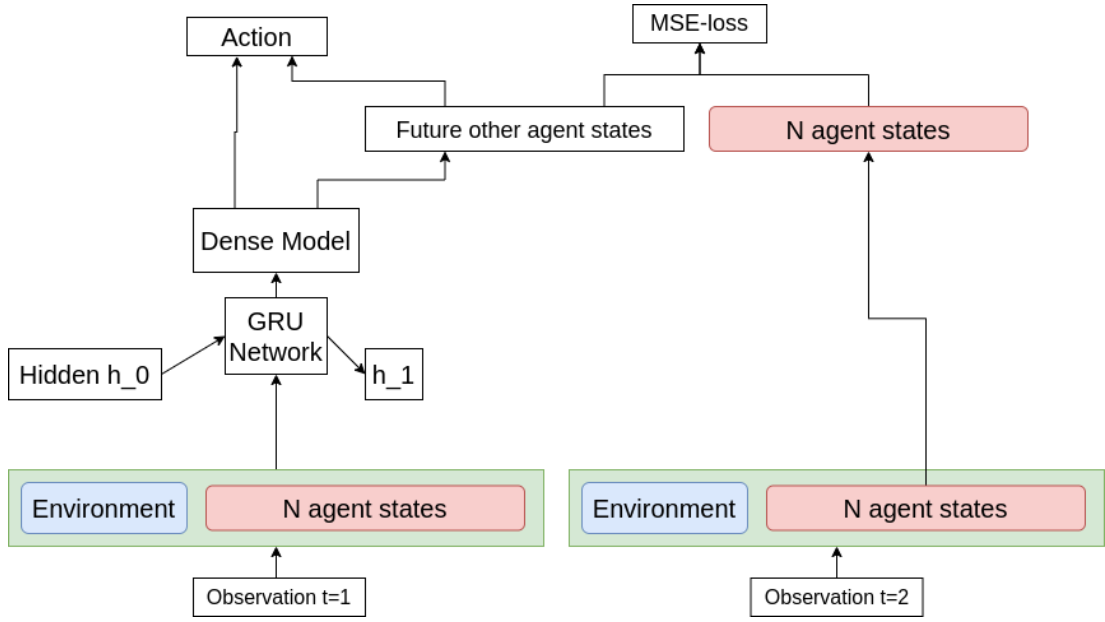 Action
MSE-loss
Future other agent states
N agent states
Dense Model
GRU
Network
Hidden h_0
h_1
Environment
N agent states
Environment
N agent states
Observation t=1
Observation t=2